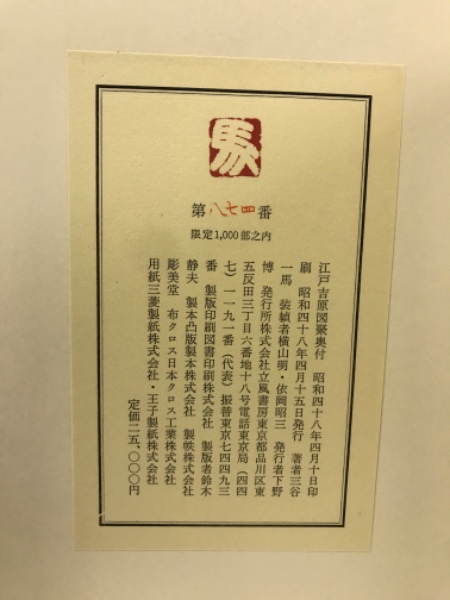 馬
第八七四番
限定1,000部之内
江戸吉原図聚奥付　昭和四十八年四月十日印
刷　昭和四十八年四月十五日発行　著者三谷
一馬　装幀者横山明・依岡昭三　発行者下野
博　発行所株式会社立風書房東京都品川区東
五反田三丁目六番地十八号電話東京局（四四
七）一一九一番（代表）振替東京七四四九三
番　製版印刷図書印刷株式会社　製版者鈴木
静夫　製本凸版製本株式会社　製帙株式会社
彫美堂　布クロス日本クロス工業株式会社
用紙三菱製紙株式会社・王子製紙株式会社
定価二五、〇〇〇円